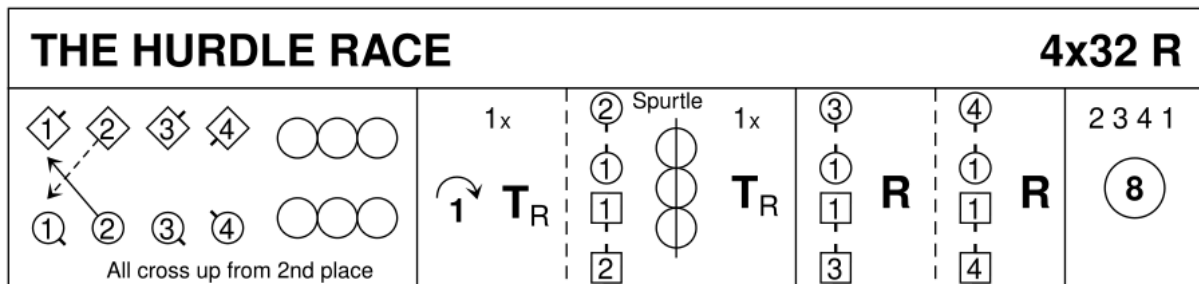 THE HURDLE RACE 4x32 R
1 2 3 4
1 2 3 4
All cross up from 2nd place
1x
1 TR
2 1 1 2
Spurtle
1x
TR
3 1 1 3
R
4 1 1 4
R
2 3 4 1
8